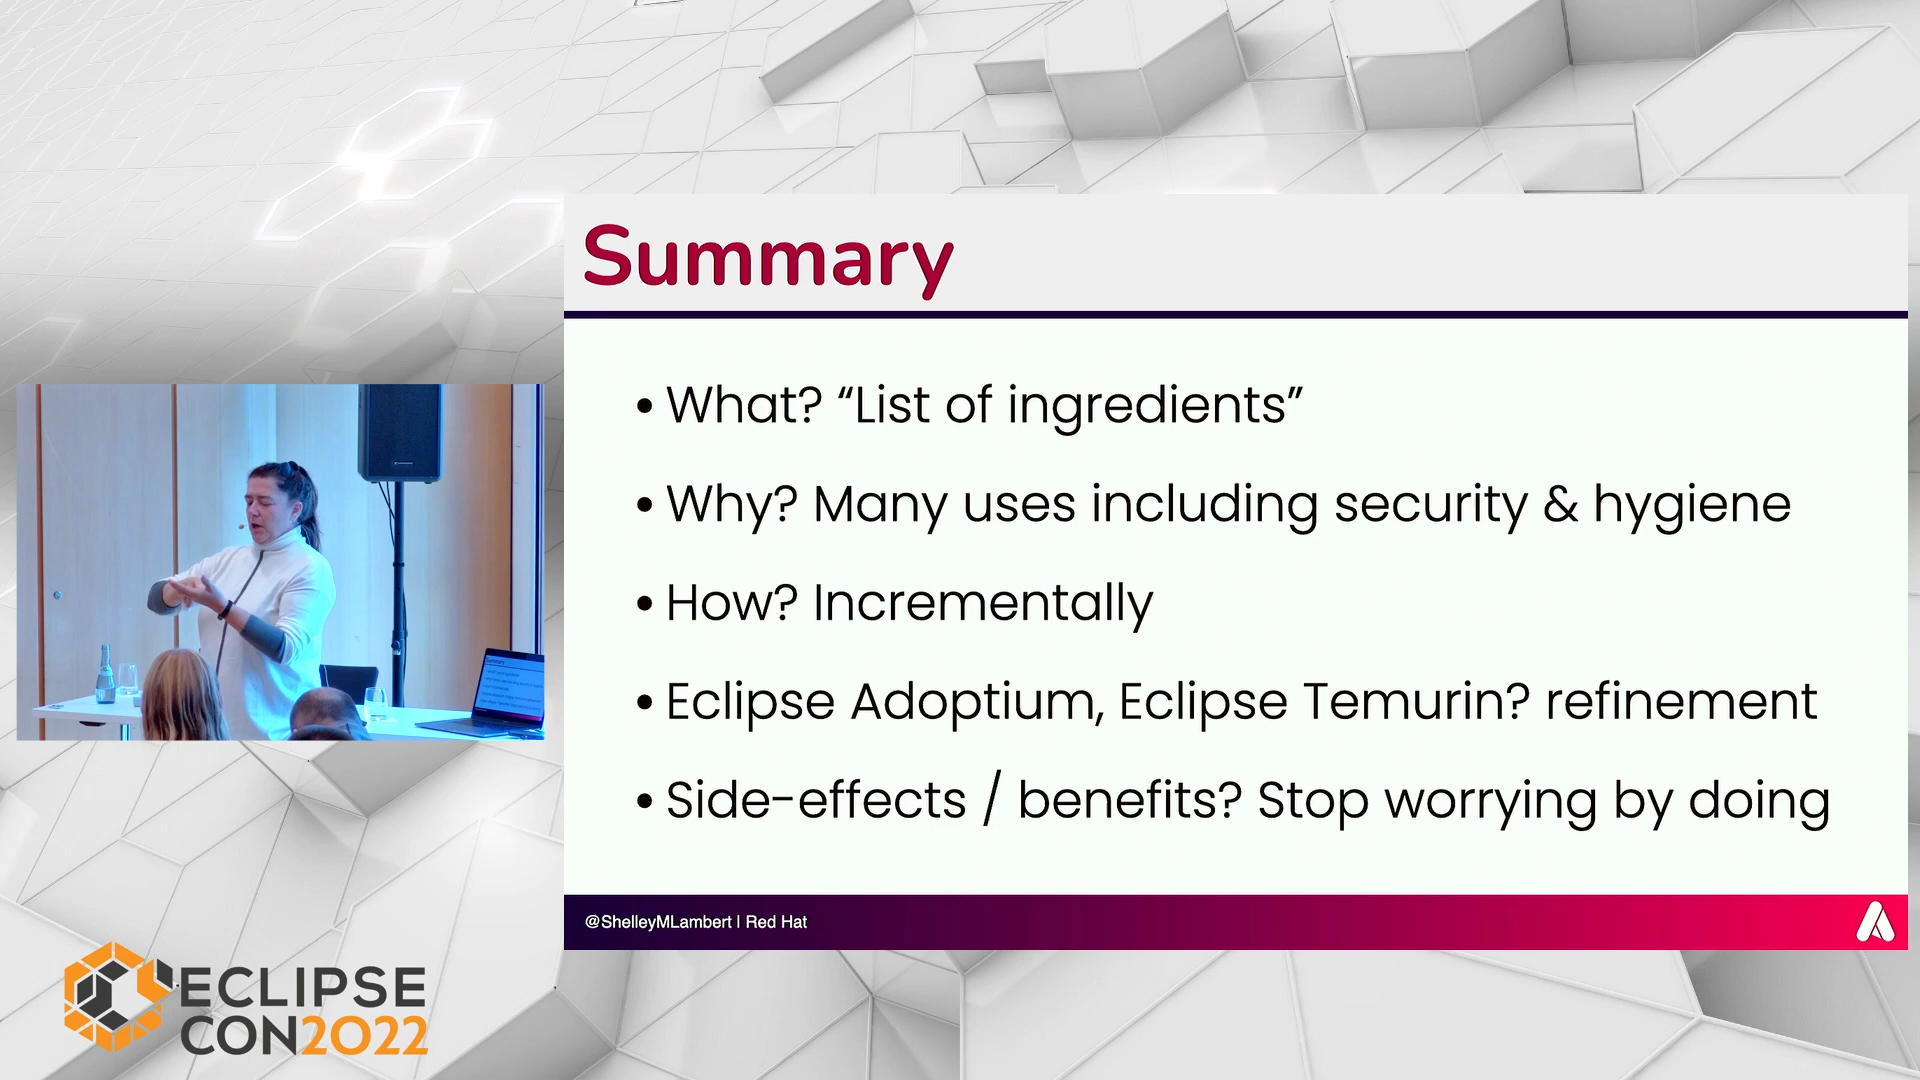 Summary
• What? “List of ingredients”
• Why? Many uses including security & hygiene
• How? Incrementally
• Eclipse Adoptium, Eclipse Temurin? refinement
• Side-effects / benefits? Stop worrying by doing
@ShelleyMLambert | Red Hat
ECLIPSE
CON2022